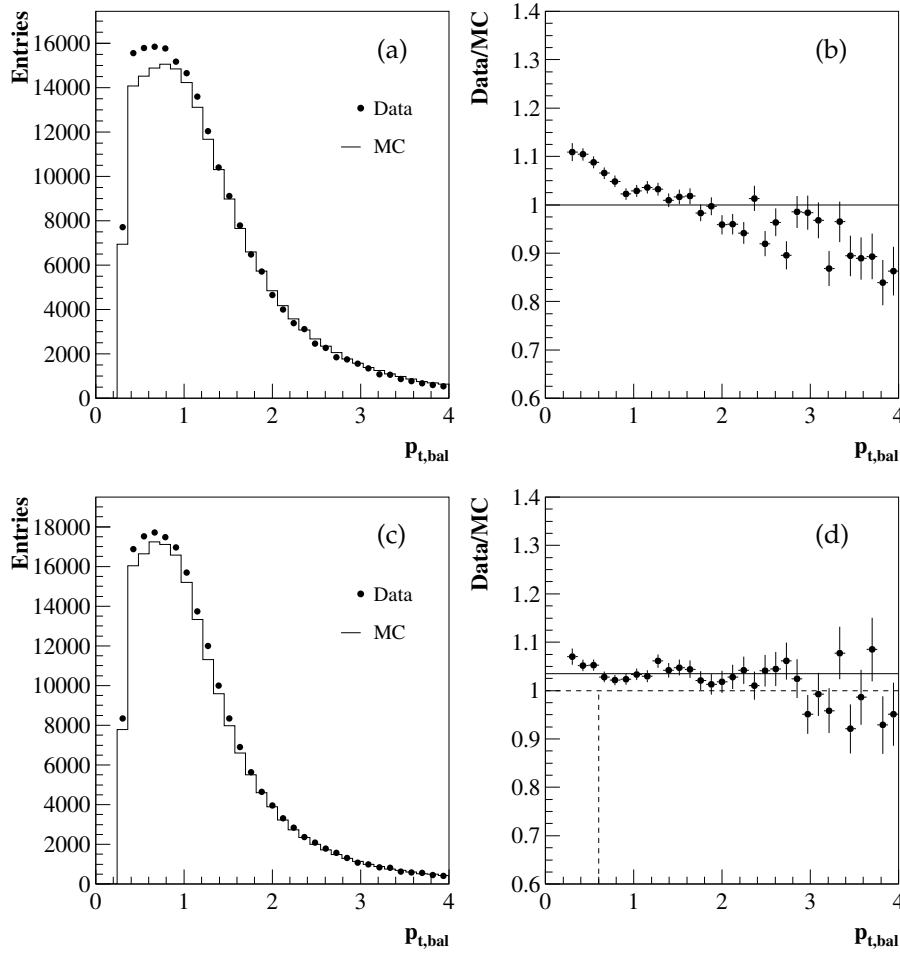 Entries
16000
14000
12000
10000
8000
6000
4000
2000
0
(a)
Data
MC
0 1 2 3 4
p_t,bal
Data/MC
1.4
1.3
1.2
1.1
1
0.9
0.8
0.7
0.6
(b)
0 1 2 3 4
p_t,bal
Entries
18000
16000
14000
12000
10000
8000
6000
4000
2000
0
(c)
Data
MC
0 1 2 3 4
p_t,bal
Data/MC
1.4
1.3
1.2
1.1
1
0.9
0.8
0.7
0.6
(d)
0 1 2 3 4
p_t,bal